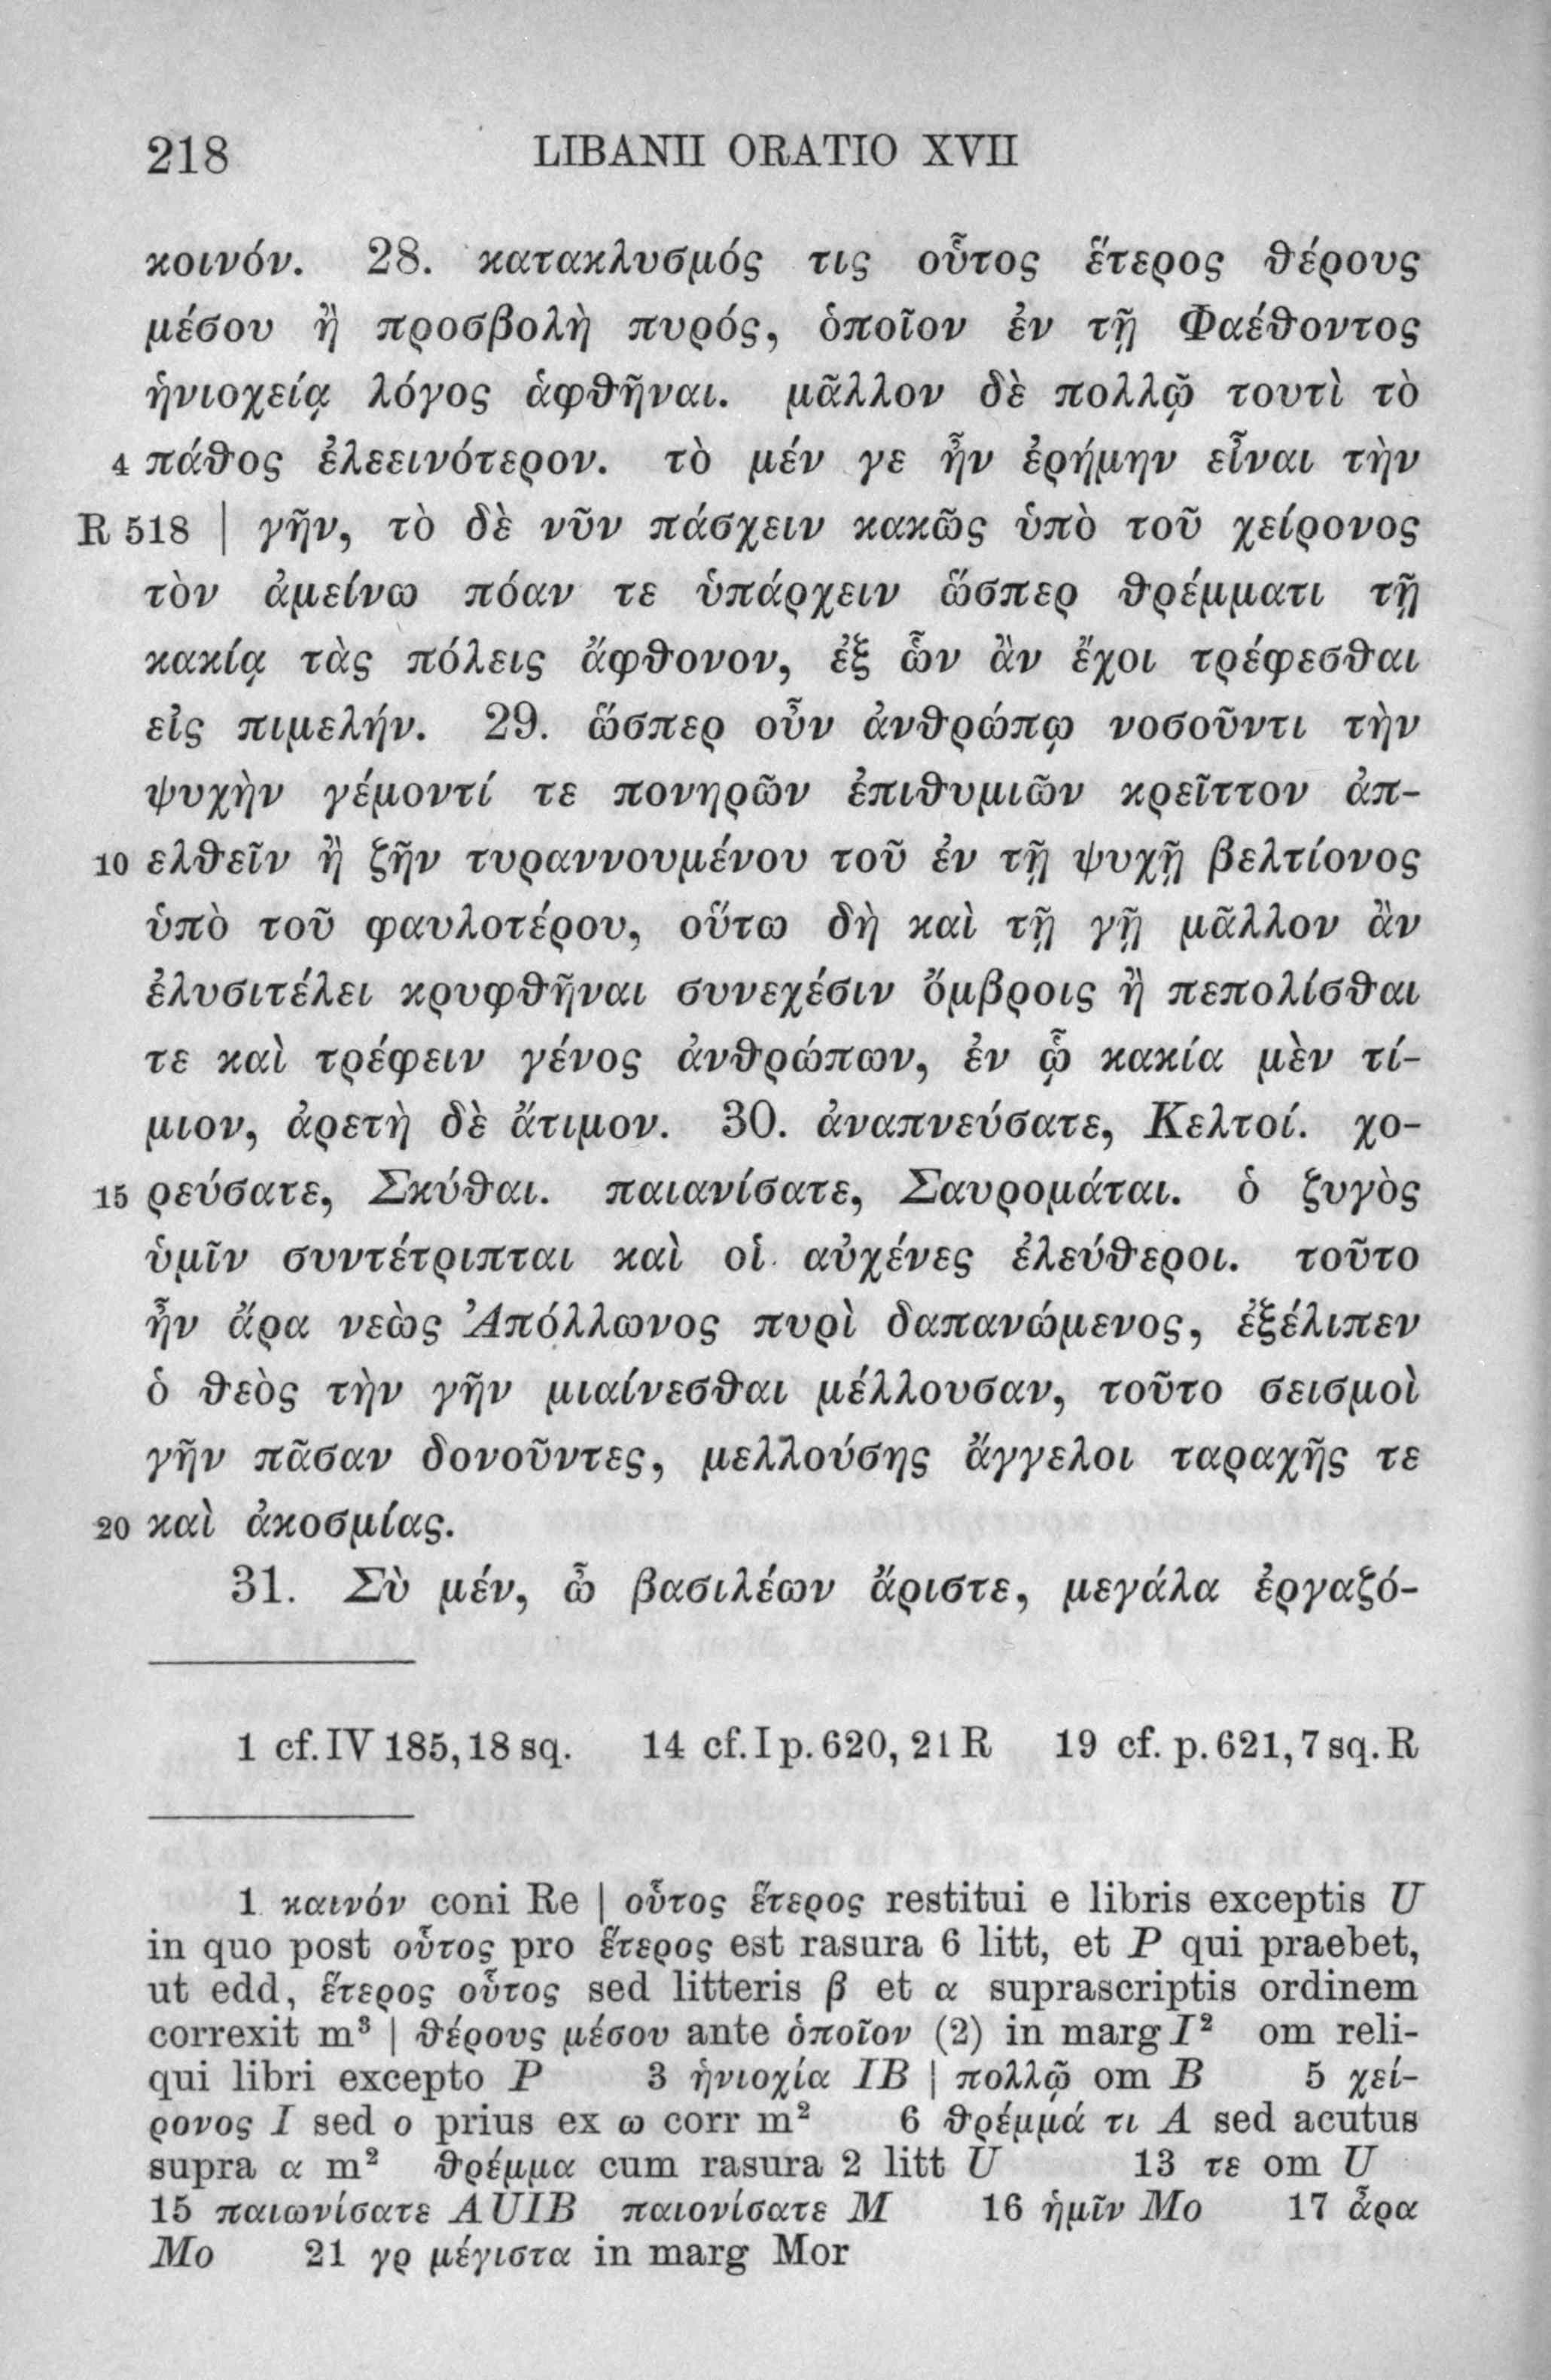 218 LIBANII ORATIO XVII
κοινόν. 28. κατακλυσμός τις οὗτος ἕτερος θέρους
μέσου ἢ προσβολὴ πυρός, ὁποῖον ἐν τῇ Φαέθοντος
ἡνιοχείᾳ λόγος ἁφθῆναι. μᾶλλον δὲ πολλῷ τουτὶ τὸ
4 πάθος ἐλεεινότερον. τὸ μέν γε ἦν ἐρήμην εἶναι τὴν
R 518 | γῆν, τὸ δὲ νῦν πάσχειν κακῶς ὑπὸ τοῦ χείρονος
τὸν ἀμείνω πόαν τε ὑπάρχειν ὥσπερ θρέμματι τῇ
κακίᾳ τὰς πόλεις ἄφθονον, ἐξ ὧν ἂν ἔχοι τρέφεσθαι
εἰς πιμελήν. 29. ὥσπερ οὖν ἀνθρώπῳ νοσοῦντι τὴν
ψυχὴν γέμοντί τε πονηρῶν ἐπιθυμιῶν κρεῖττον ἀπ-
10 ελθεῖν ἢ ζῆν τυραννουμένου τοῦ ἐν τῇ ψυχῇ βελτίονος
ὑπὸ τοῦ φαυλοτέρου, οὕτω δὴ καὶ τῇ γῇ μᾶλλον ἂν
ἐλυσιτέλει κρυφθῆναι συνεχέσιν ὄμβροις ἢ πεπολίσθαι
τε καὶ τρέφειν γένος ἀνθρώπων, ἐν ᾧ κακία μὲν τί-
μιον, ἀρετὴ δὲ ἄτιμον. 30. ἀναπνεύσατε, Κελτοί. χο-
15 ρεύσατε, Σκύθαι. παιανίσατε, Σαυρομάται. ὁ ζυγὸς
ὑμῖν συντέτριπται καὶ οἱ αὐχένες ἐλεύθεροι. τοῦτο
ἦν ἄρα νεὼς Ἀπόλλωνος πυρὶ δαπανώμενος, ἐξέλιπεν
ὁ θεὸς τὴν γῆν μιαίνεσθαι μέλλουσαν, τοῦτο σεισμοὶ
γῆν πᾶσαν δονοῦντες, μελλούσης ἄγγελοι ταραχῆς τε
20 καὶ ἀκοσμίας.
31. Σὺ μέν, ὦ βασιλέων ἄριστε, μεγάλα ἐργαζό-
1 cf. IV 185, 18 sq. 14 cf. I p. 620, 21 R 19 cf. p. 621, 7 sq. R
1 καινόν coni Re | οὗτος ἕτερος restitui e libris exceptis U
in quo post οὗτος pro ἕτερος est rasura 6 litt, et P qui praebet,
ut edd, ἕτερος οὗτος sed litteris β et α suprascriptis ordinem
correxit m³ | θέρους μέσου ante ὁποῖον (2) in marg I² om reli-
qui libri excepto P 3 ἡνιοχία IB | πολλῷ om B 5 χεί-
ρονος I sed ο prius ex ω corr m² 6 θρέμμά τι A sed acutus
supra α m² θρέμμα cum rasura 2 litt U 13 τε om U
15 παιωνίσατε AUIB παιονίσατε M 16 ἡμῖν Mo 17 ἆρα
Mo 21 γρ μέγιστα in marg Mor